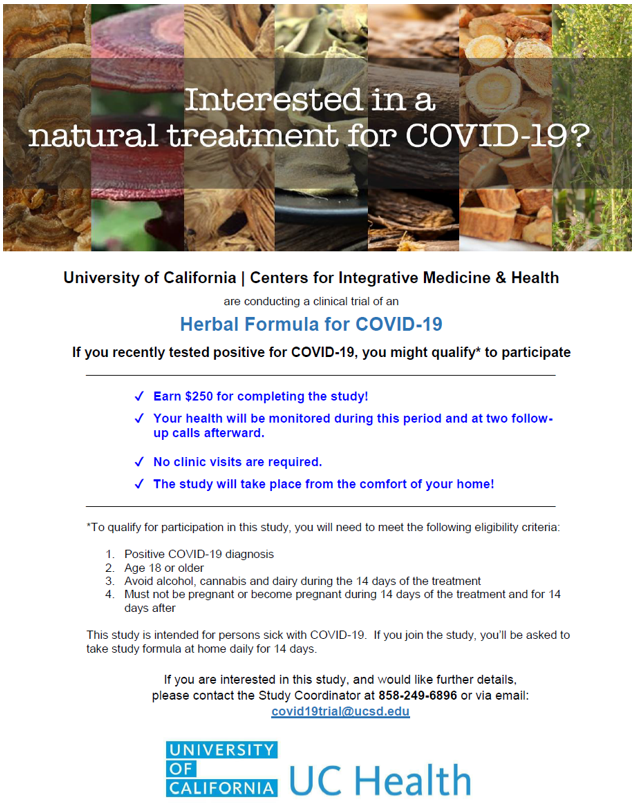 Interested in a
natural treatment for COVID-19?
University of California | Centers for Integrative Medicine & Health
are conducting a clinical trial of an
Herbal Formula for COVID-19
If you recently tested positive for COVID-19, you might qualify* to participate
✓ Earn $250 for completing the study!
✓ Your health will be monitored during this period and at two follow-
up calls afterward.
✓ No clinic visits are required.
✓ The study will take place from the comfort of your home!
*To qualify for participation in this study, you will need to meet the following eligibility criteria:
1. Positive COVID-19 diagnosis
2. Age 18 or older
3. Avoid alcohol, cannabis and dairy during the 14 days of the treatment
4. Must not be pregnant or become pregnant during 14 days of the treatment and for 14
days after
This study is intended for persons sick with COVID-19. If you join the study, you'll be asked to
take study formula at home daily for 14 days.
If you are interested in this study, and would like further details,
please contact the Study Coordinator at 858-249-6896 or via email:
covid19trial@ucsd.edu
UNIVERSITY
OF
CALIFORNIA
UC Health